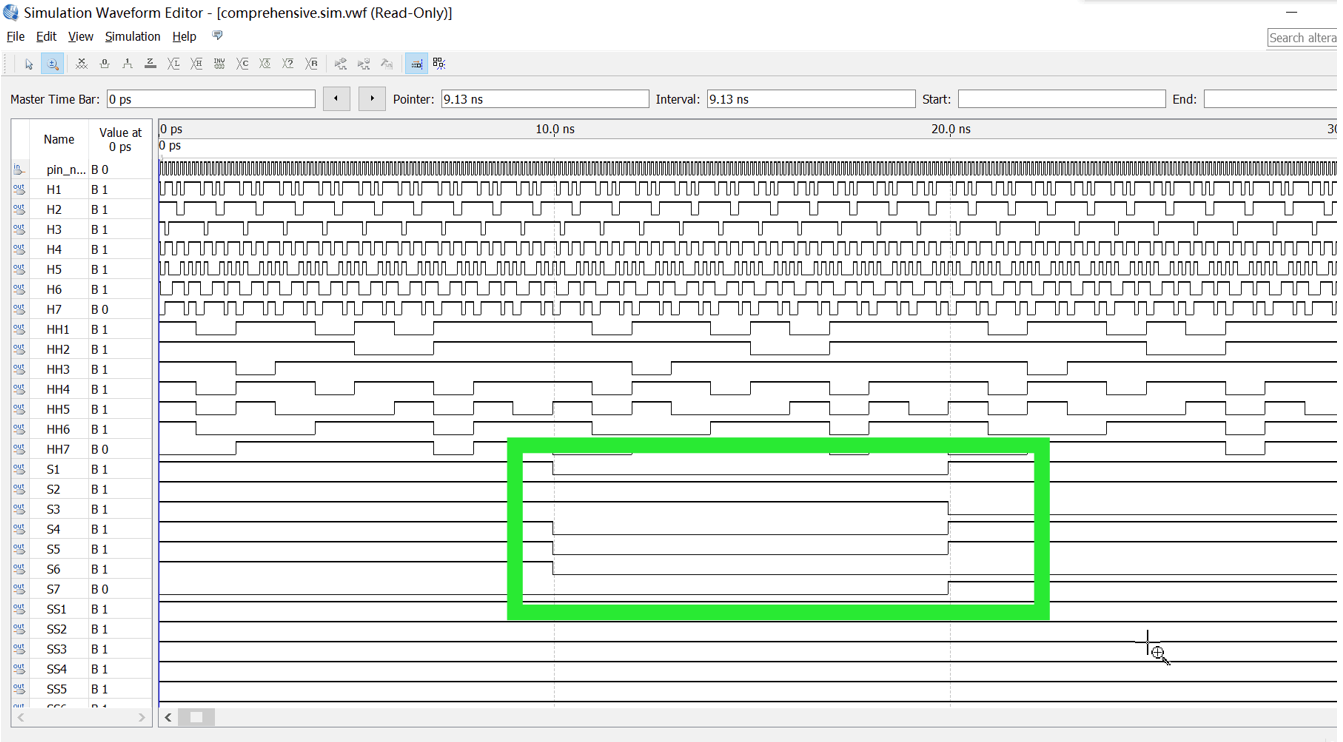 Simulation Waveform Editor - [comprehensive.sim.vwf (Read-Only)]
File Edit View Simulation Help
Search altera
Master Time Bar: 0 ps Pointer: 9.13 ns Interval: 9.13 ns Start: End:
Name Value at 0 ps
0 ps 10.0 ns 20.0 ns 30
0 ps
pin_n... B 0
H1 B 1
H2 B 1
H3 B 1
H4 B 1
H5 B 1
H6 B 1
H7 B 0
HH1 B 1
HH2 B 1
HH3 B 1
HH4 B 1
HH5 B 1
HH6 B 1
HH7 B 0
S1 B 1
S2 B 1
S3 B 1
S4 B 1
S5 B 1
S6 B 1
S7 B 0
SS1 B 1
SS2 B 1
SS3 B 1
SS4 B 1
SS5 B 1